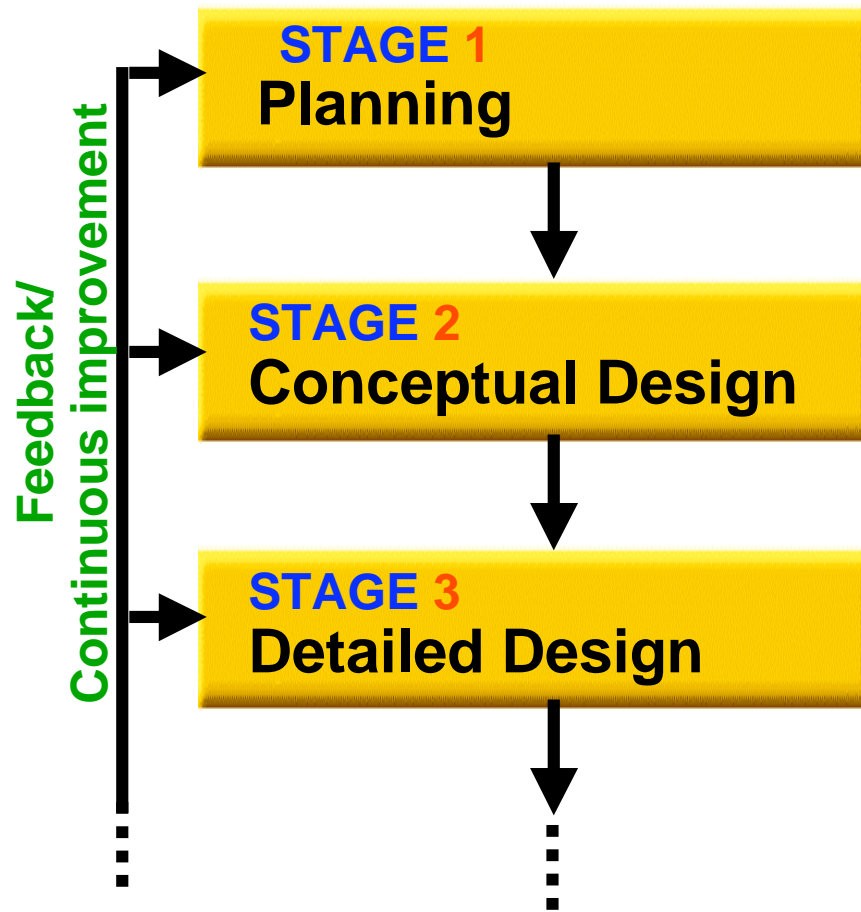 STAGE 1
Planning
STAGE 2
Conceptual Design
STAGE 3
Detailed Design
Feedback/
Continuous improvement